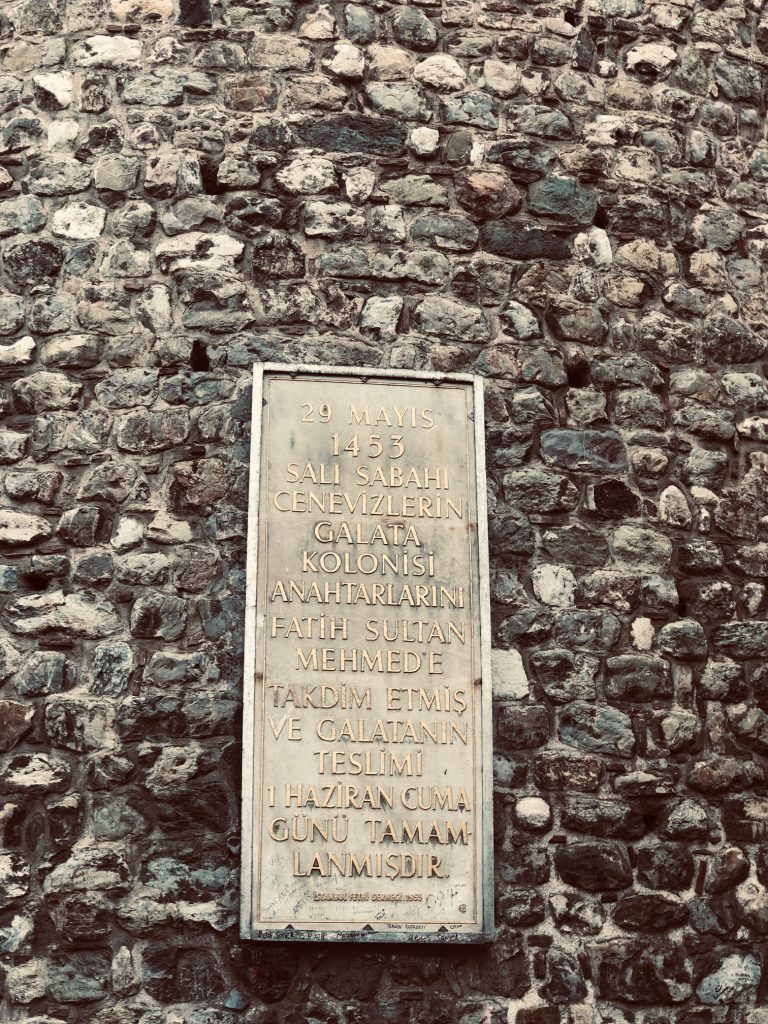 29 MAYIS
1453
SALI SABAHI
CENEVİZLERİN
GALATA
KOLONİSİ
ANAHTARLARINI
FATİH SULTAN
MEHMED'E
TAKDİM ETMİŞ
VE GALATANIN
TESLİMİ
1 HAZİRAN CUMA
GÜNÜ TAMAM-
LANMIŞDIR.
İSTANBUL FETHİ DERNEĞİ. 1953